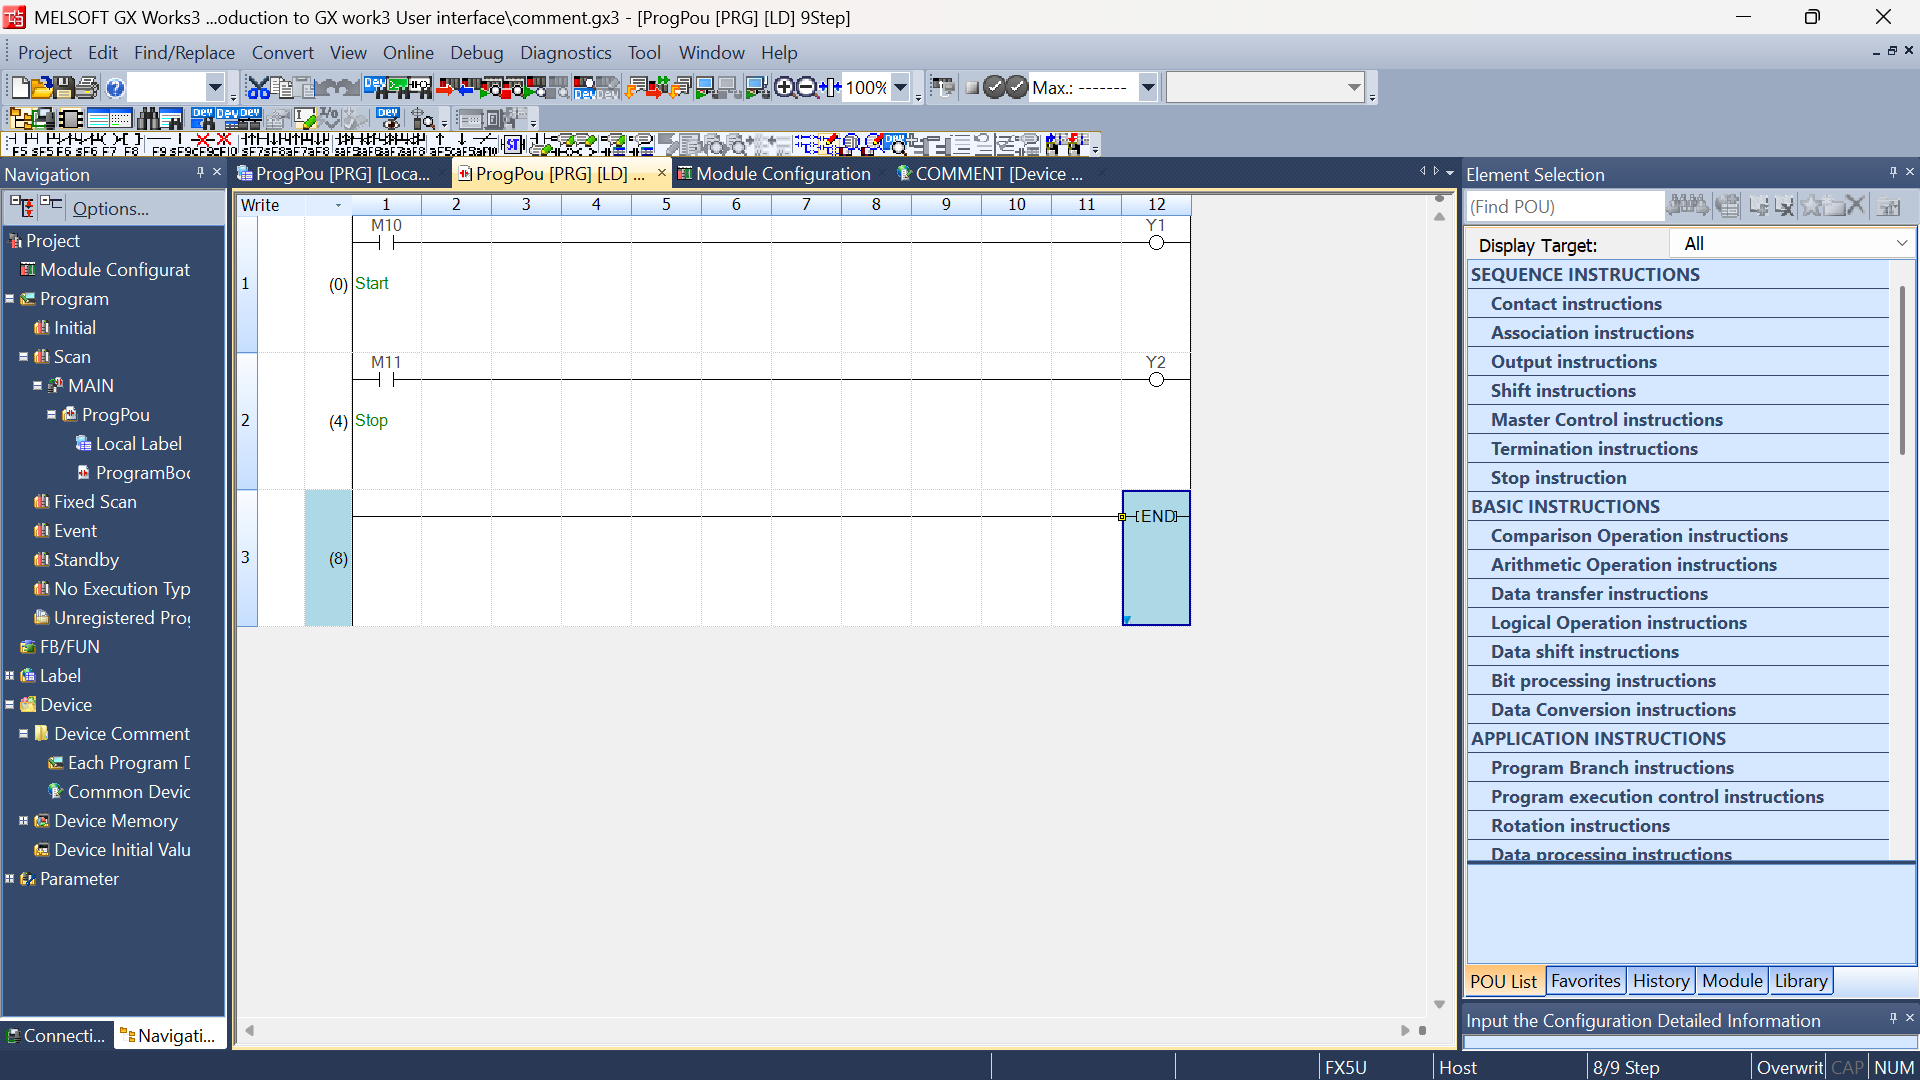 MELSOFT GX Works3 ...oduction to GX work3 User interface\comment.gx3 - [ProgPou [PRG] [LD] 9Step]
Project Edit Find/Replace Convert View Online Debug Diagnostics Tool Window Help
100% Max.: -------
Navigation
ProgPou [PRG] [Loca... ProgPou [PRG] [LD] ... Module Configuration COMMENT [Device ...
Element Selection
Options...
Write 1 2 3 4 5 6 7 8 9 10 11 12
(Find POU)
Display Target: All
Project
Module Configurat
Program
Initial
Scan
MAIN
ProgPou
Local Label
ProgramBo
Fixed Scan
Event
Standby
No Execution Typ
Unregistered Pro
FB/FUN
Label
Device
Device Comment
Each Program D
Common Devic
Device Memory
Device Initial Valu
Parameter
Connecti... Navigati...
M10 Y1
1 (0) Start
M11 Y2
2 (4) Stop
[END]
3 (8)
SEQUENCE INSTRUCTIONS
Contact instructions
Association instructions
Output instructions
Shift instructions
Master Control instructions
Termination instructions
Stop instruction
BASIC INSTRUCTIONS
Comparison Operation instructions
Arithmetic Operation instructions
Data transfer instructions
Logical Operation instructions
Data shift instructions
Bit processing instructions
Data Conversion instructions
APPLICATION INSTRUCTIONS
Program Branch instructions
Program execution control instructions
Rotation instructions
Data processing instructions
POU List Favorites History Module Library
Input the Configuration Detailed Information
FX5U Host 8/9 Step Overwrit CAP NUM